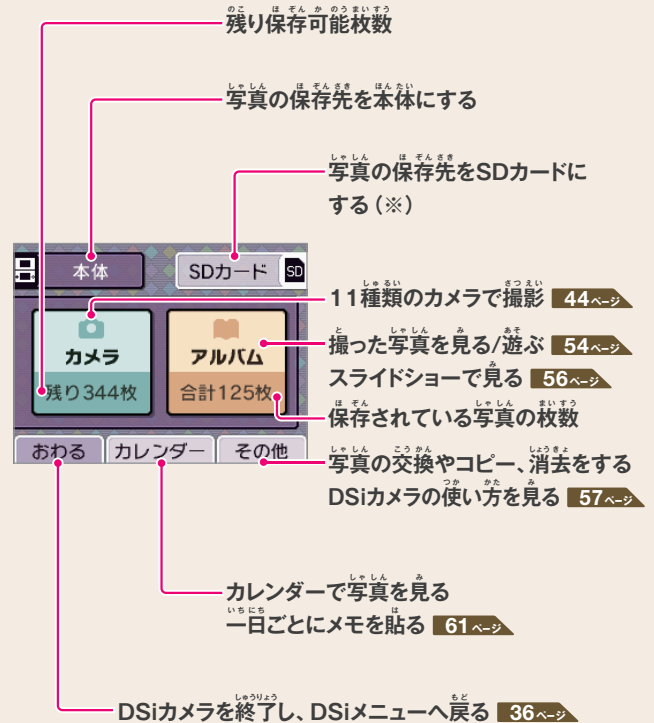 残り保存可能枚数
写真の保存先を本体にする
写真の保存先をSDカードに
する（※）
本体
SDカード
SD
カメラ
残り344枚
アルバム
合計125枚
おわる
カレンダー
その他
11種類のカメラで撮影 44ページ
撮った写真を見る/遊ぶ 54ページ
スライドショーで見る 56ページ
保存されている写真の枚数
写真の交換やコピー、消去をする
DSiカメラの使い方を見る 57ページ
カレンダーで写真を見る
一日ごとにメモを貼る 61ページ
DSiカメラを終了し、DSiメニューへ戻る 36ページ